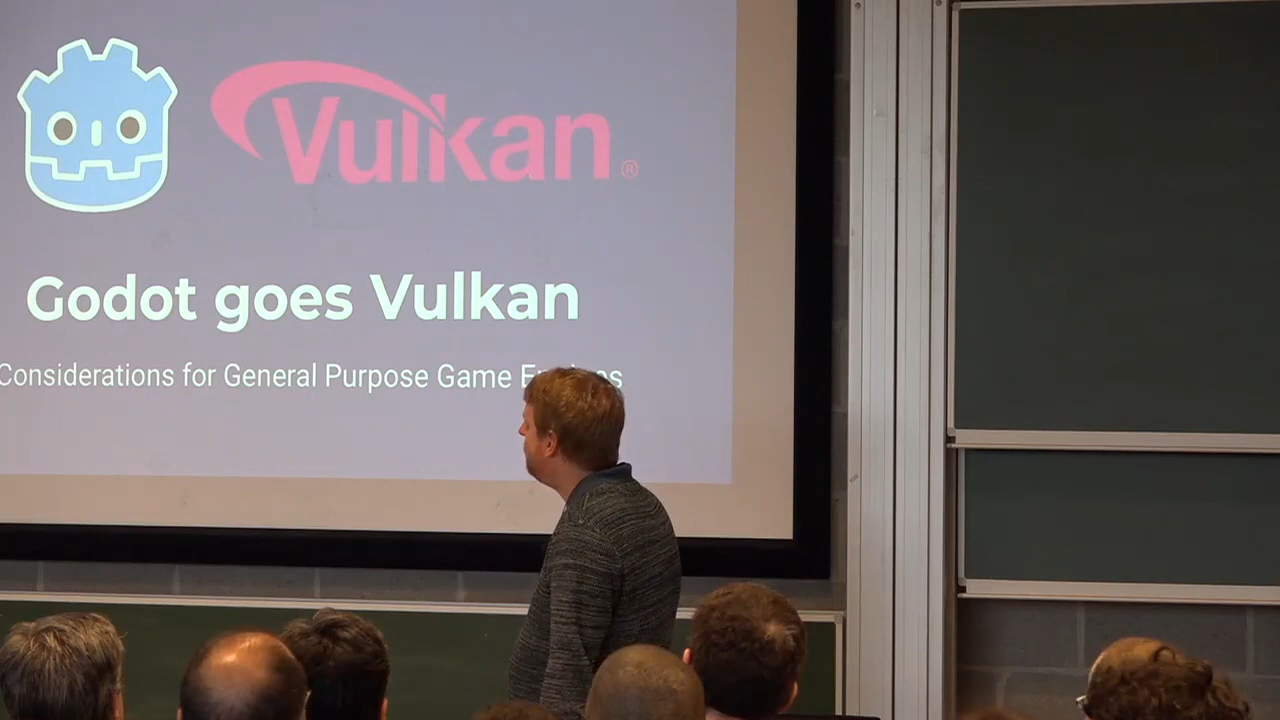 Vulkan®
Godot goes Vulkan
Considerations for General Purpose Game